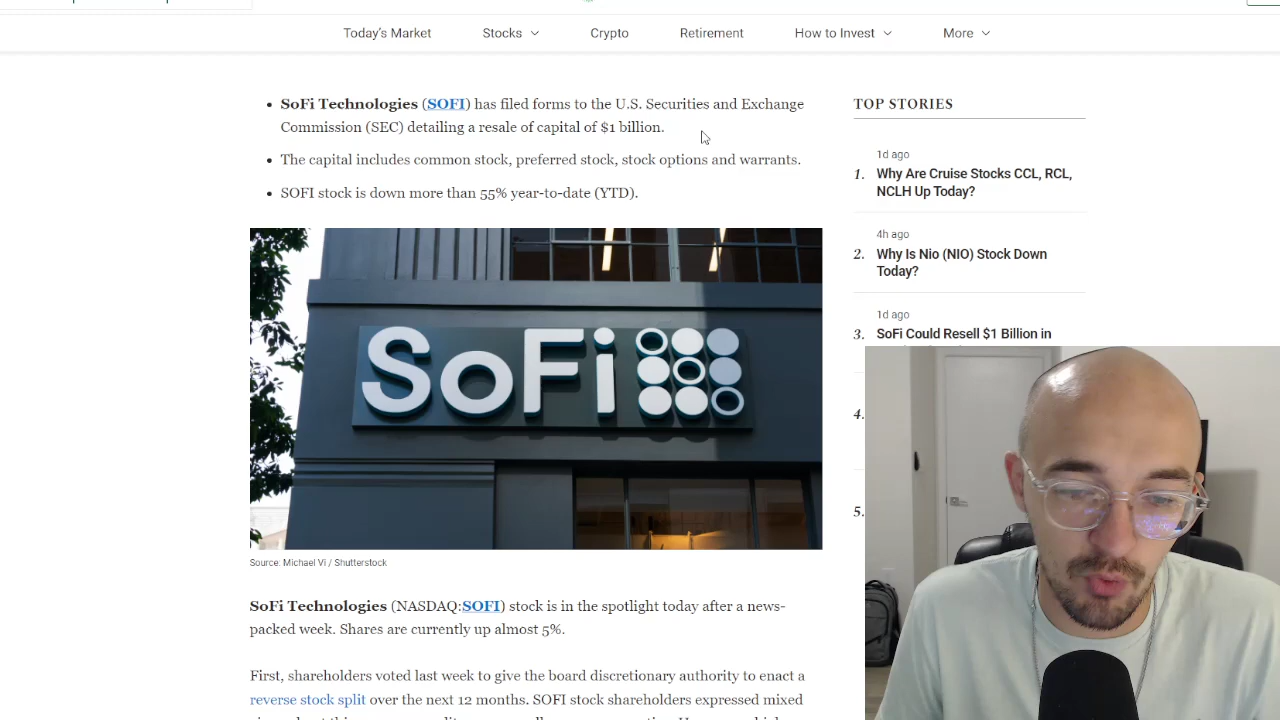 Today's Market
Stocks
Crypto
Retirement
How to Invest
More
SoFi Technologies (SOFI) has filed forms to the U.S. Securities and Exchange
Commission (SEC) detailing a resale of capital of $1 billion.
The capital includes common stock, preferred stock, stock options and warrants.
SOFI stock is down more than 55% year-to-date (YTD).
SoFi
Source: Michael Vi / Shutterstock
SoFi Technologies (NASDAQ:SOFI) stock is in the spotlight today after a news-
packed week. Shares are currently up almost 5%.
First, shareholders voted last week to give the board discretionary authority to enact a
reverse stock split over the next 12 months. SOFI stock shareholders expressed mixed
TOP STORIES
1d ago
1. Why Are Cruise Stocks CCL, RCL,
NCLH Up Today?
4h ago
2. Why Is Nio (NIO) Stock Down
Today?
1d ago
3. SoFi Could Resell $1 Billion in
4.
5.